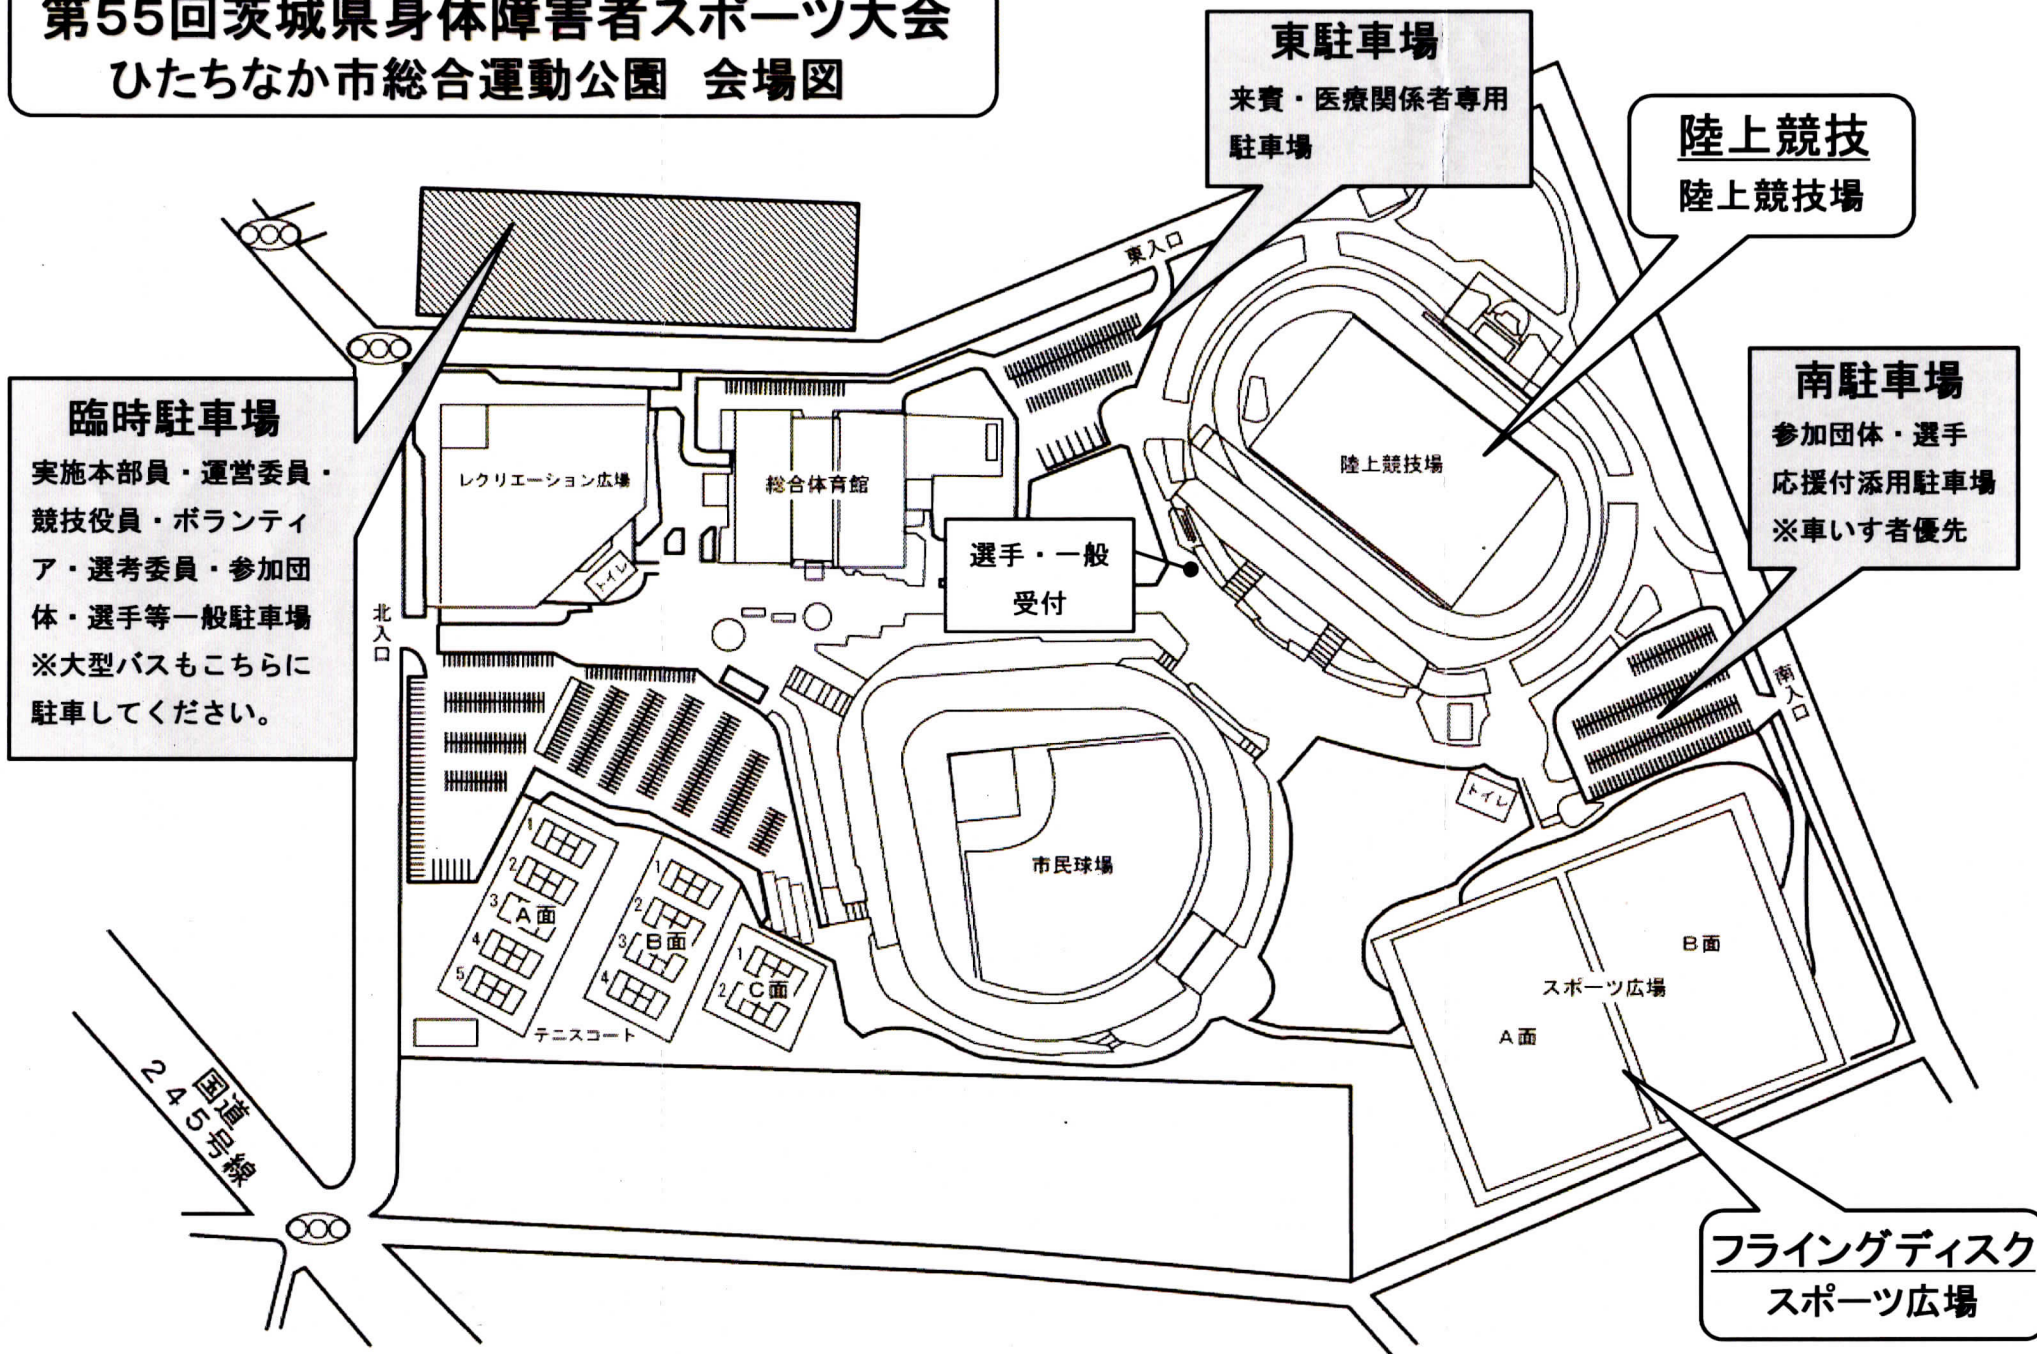 第55回茨城県身体障害者スポーツ大会
ひたちなか市総合運動公園 会場図
東駐車場
来賓・医療関係者専用
駐車場
陸上競技
陸上競技場
東入口
臨時駐車場
実施本部員・運営委員・
競技役員・ボランティ
ア・選考委員・参加団
体・選手等一般駐車場
※大型バスもこちらに
駐車してください。
南駐車場
参加団体・選手
応援付添用駐車場
※車いす者優先
レクリエーション広場
総合体育館
陸上競技場
選手・一般
受付
トイレ
北入口
南入口
トイレ
市民球場
1
2
3
4
5
A面
1
2
3
4
B面
1
2
C面
テニスコート
B面
スポーツ広場
A面
国道
245号線
フライングディスク
スポーツ広場